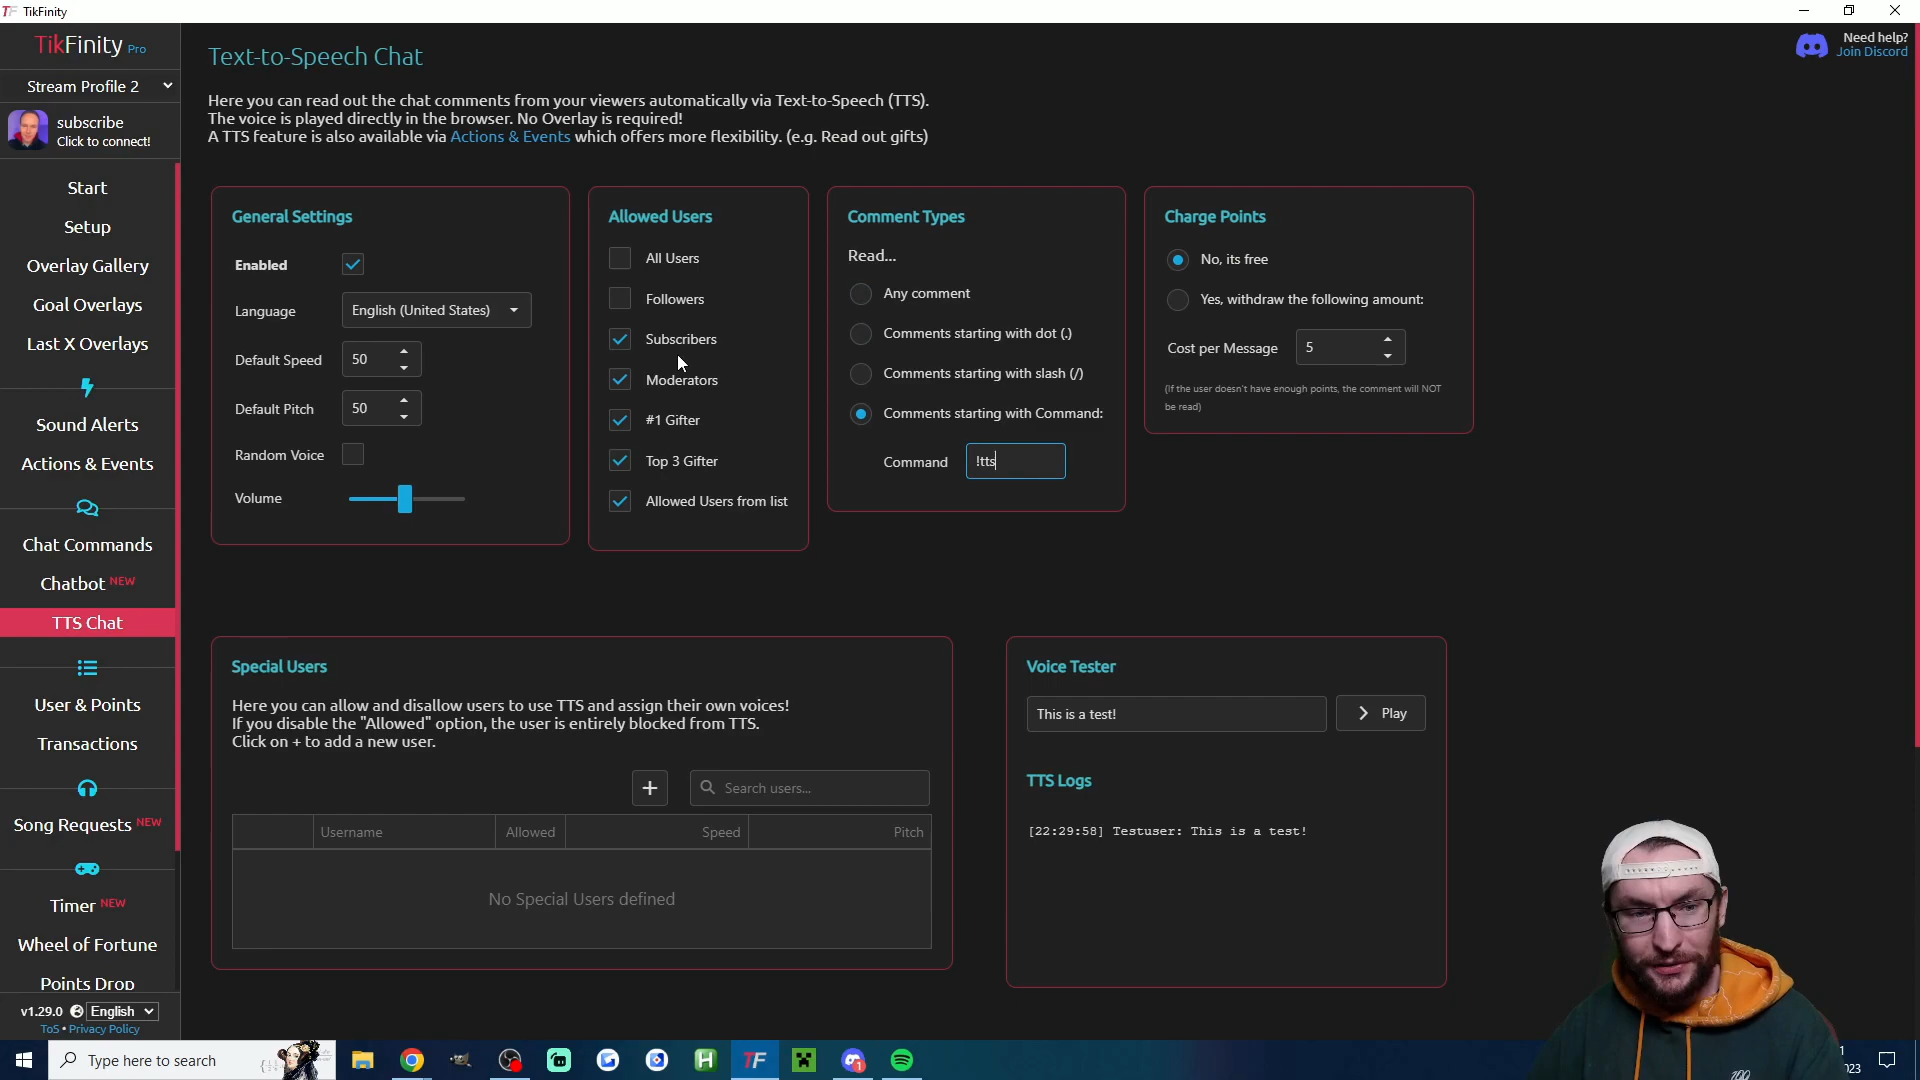 TF TikFinity
TikFinity Pro
Stream Profile 2
subscribe
Click to connect!
Start
Setup
Overlay Gallery
Goal Overlays
Last X Overlays
Sound Alerts
Actions & Events
Chat Commands
Chatbot NEW
TTS Chat
User & Points
Transactions
Song Requests NEW
Timer NEW
Wheel of Fortune
Points Drop
v1.29.0 English
ToS • Privacy Policy
Need help?
Join Discord
Text-to-Speech Chat
Here you can read out the chat comments from your viewers automatically via Text-to-Speech (TTS).
The voice is played directly in the browser. No Overlay is required!
A TTS feature is also available via Actions & Events which offers more flexibility. (e.g. Read out gifts)
General Settings
Enabled
Language English (United States)
Default Speed 50
Default Pitch 50
Random Voice
Volume
Allowed Users
All Users
Followers
Subscribers
Moderators
#1 Gifter
Top 3 Gifter
Allowed Users from list
Comment Types
Read...
Any comment
Comments starting with dot (.)
Comments starting with slash (/)
Comments starting with Command:
Command !tts
Charge Points
No, its free
Yes, withdraw the following amount:
Cost per Message 5
(If the user doesn't have enough points, the comment will NOT
be read)
Special Users
Here you can allow and disallow users to use TTS and assign their own voices!
If you disable the "Allowed" option, the user is entirely blocked from TTS.
Click on + to add a new user.
+ Search users...
Username Allowed Speed Pitch
No Special Users defined
Voice Tester
This is a test! Play
TTS Logs
[22:29:58] Testuser: This is a test!
Type here to search
H TF 1
1
023
100